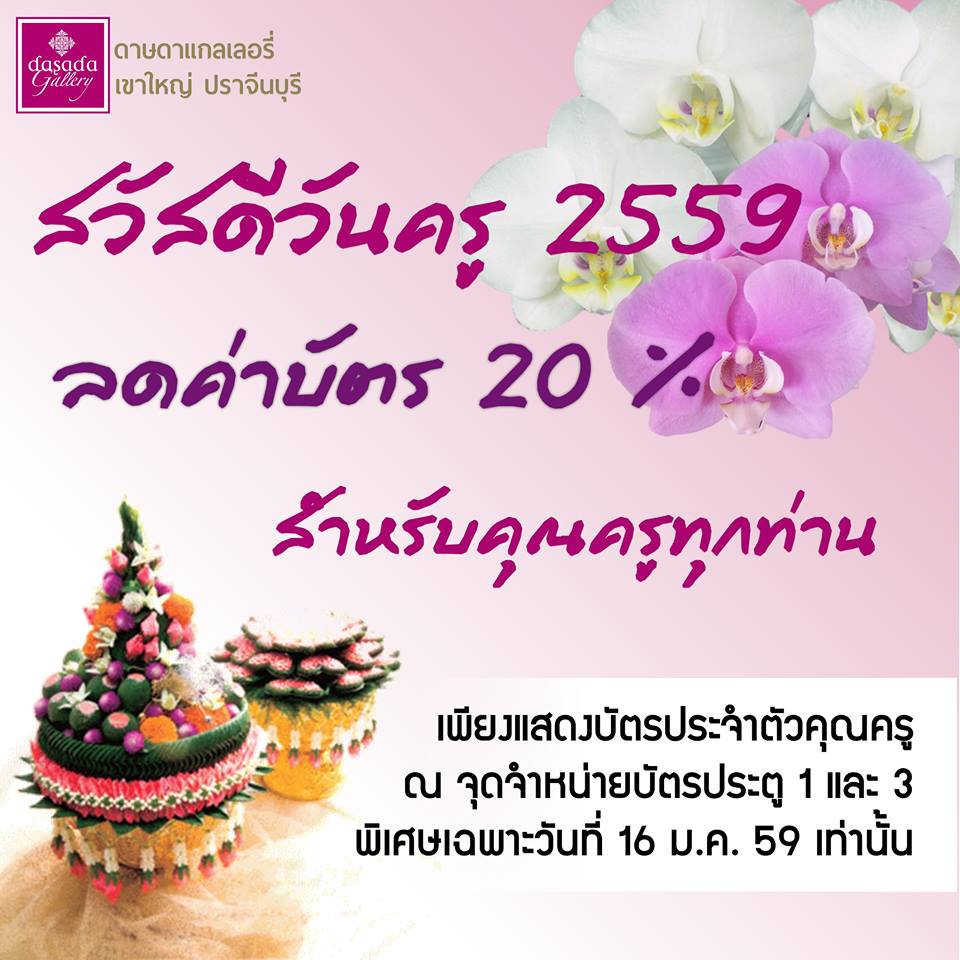 dasada
Gallery
ดาษดาแกลเลอรี่
เขาใหญ่ ปราจีนบุรี
สวัสดีวันครู 2559
ลดค่าบัตร 20 %
สำหรับคุณครูทุกท่าน
เพียงแสดงบัตรประจำตัวคุณครู
ณ จุดจำหน่ายบัตรประตู 1 และ 3
พิเศษเฉพาะวันที่ 16 ม.ค. 59 เท่านั้น